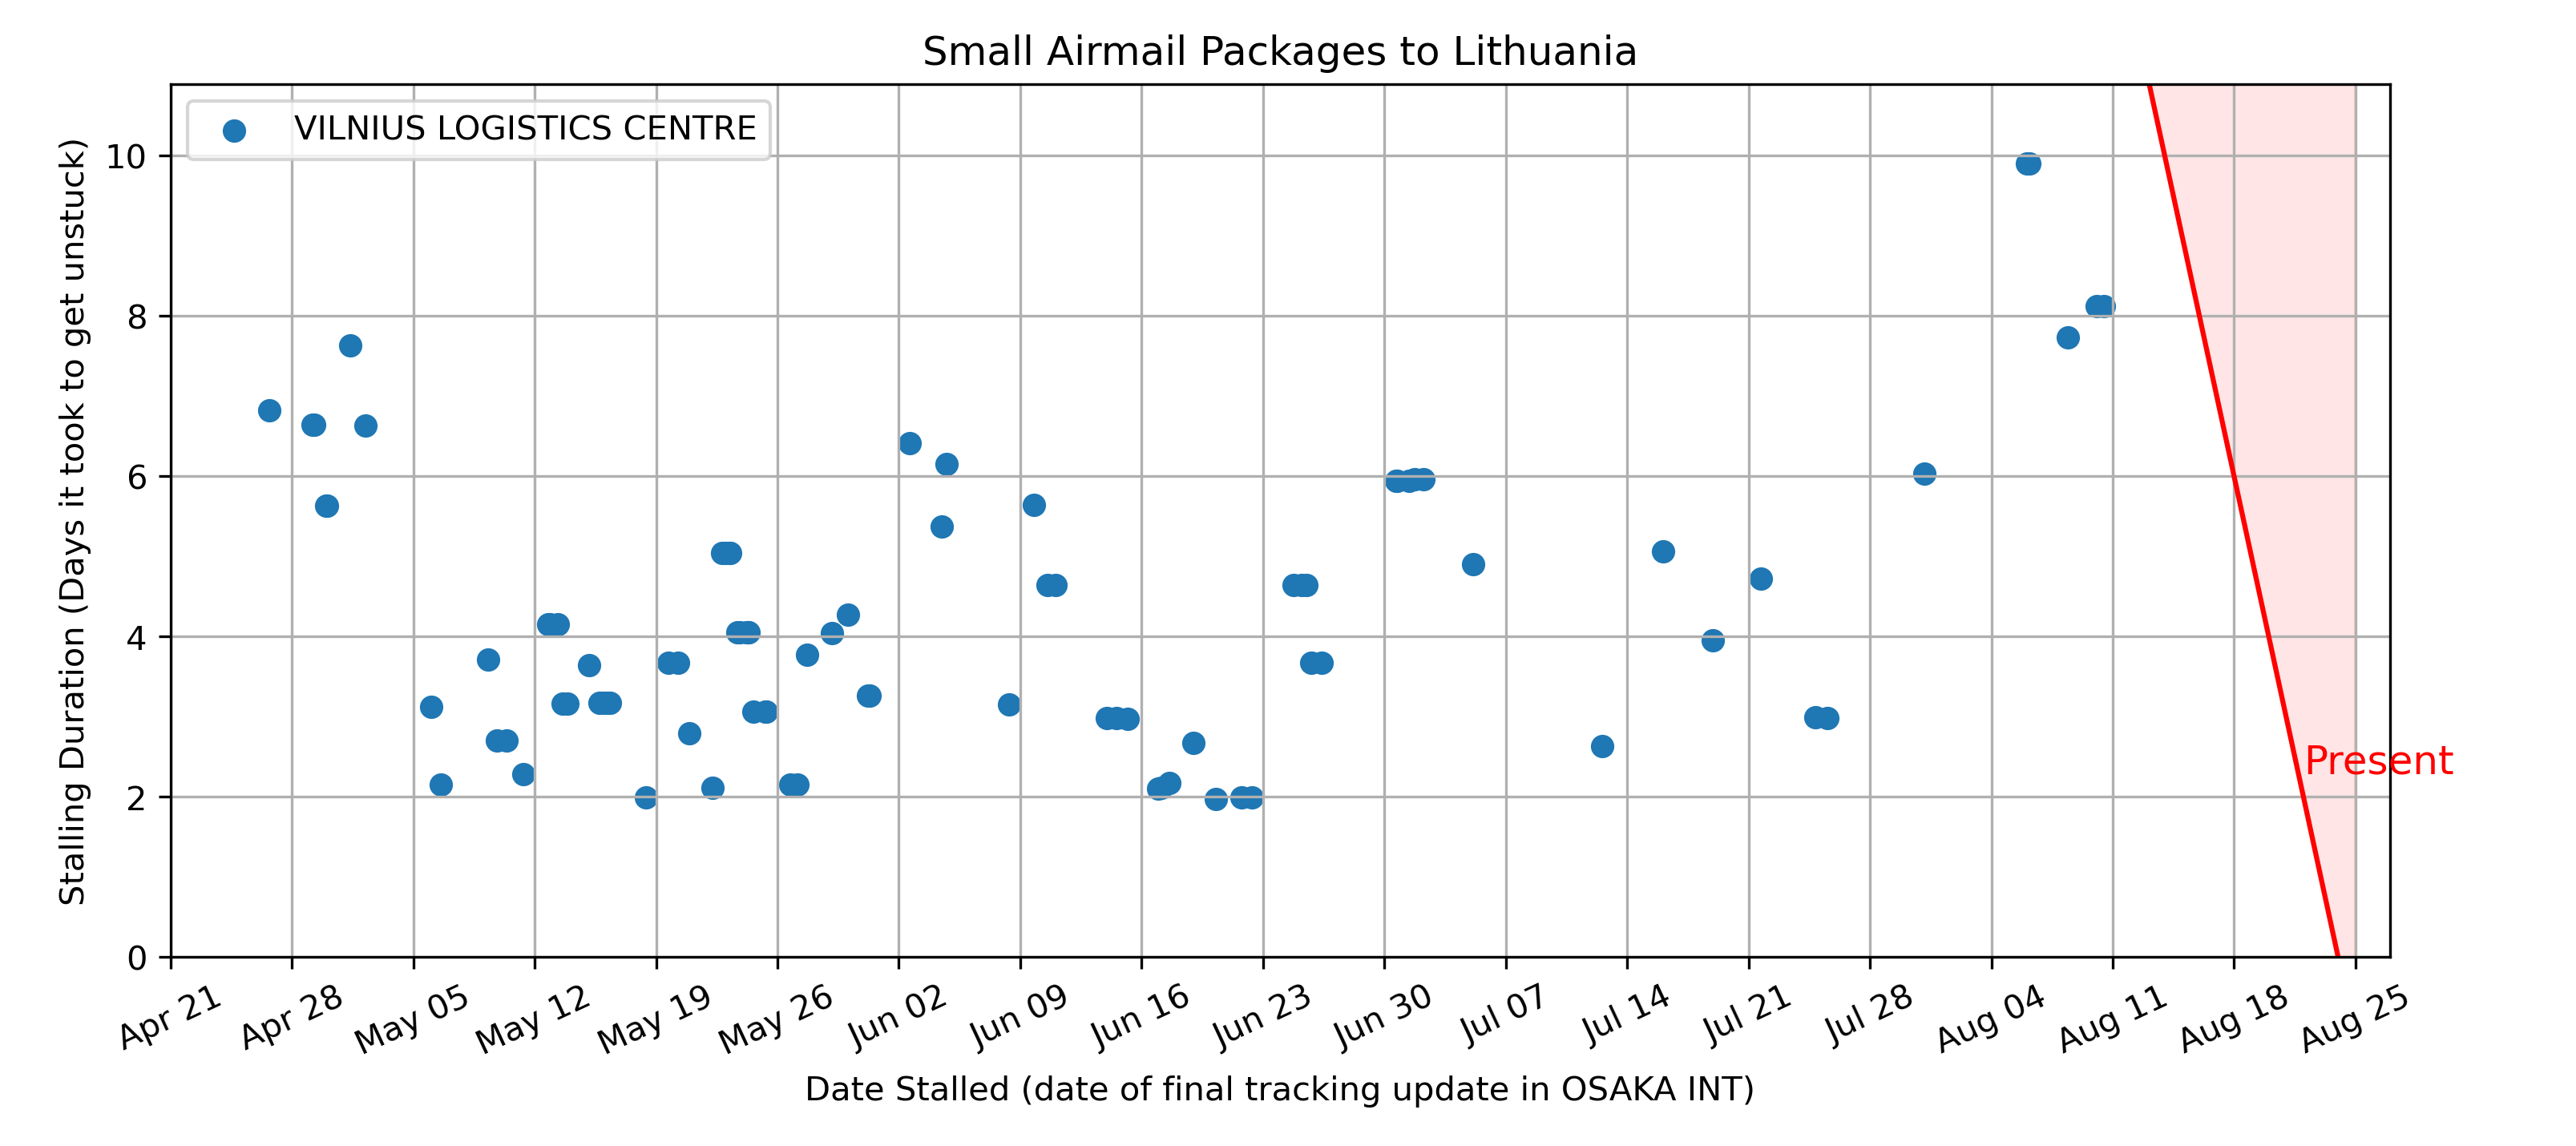 Small Airmail Packages to Lithuania
VILNIUS LOGISTICS CENTRE
Stalling Duration (Days it took to get unstuck)
10
8
6
4
2
0
Present
Apr 21
Apr 28
May 05
May 12
May 19
May 26
Jun 02
Jun 09
Jun 16
Jun 23
Jun 30
Jul 07
Jul 14
Jul 21
Jul 28
Aug 04
Aug 11
Aug 18
Aug 25
Date Stalled (date of final tracking update in OSAKA INT)